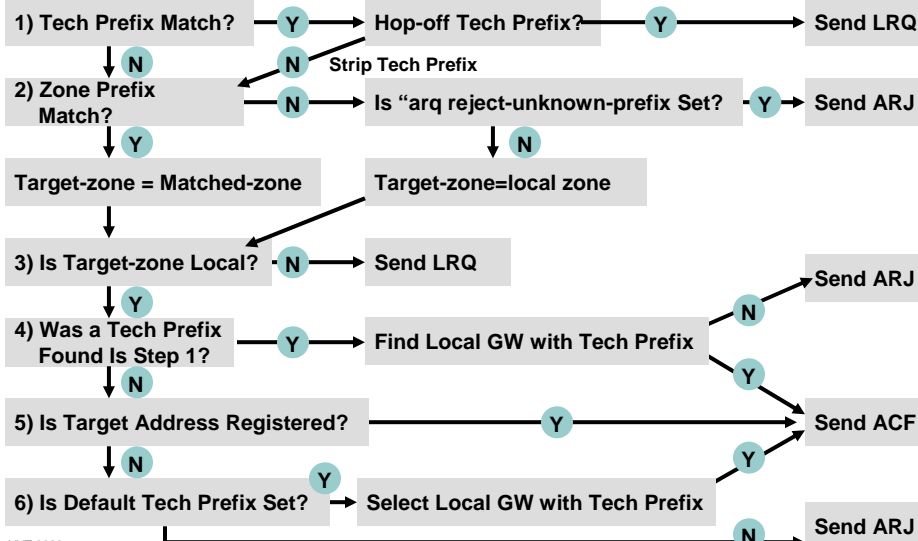 1) Tech Prefix Match?
Y
Hop-off Tech Prefix?
Y
Send LRQ
N
N
Strip Tech Prefix
2) Zone Prefix
Match?
N
Is “arq reject-unknown-prefix Set?
Y
Send ARJ
Y
N
Target-zone = Matched-zone
Target-zone=local zone
3) Is Target-zone Local?
N
Send LRQ
Send ARJ
Y
N
4) Was a Tech Prefix
Found Is Step 1?
Y
Find Local GW with Tech Prefix
Y
N
5) Is Target Address Registered?
Y
Send ACF
N
Y
Y
6) Is Default Tech Prefix Set?
Select Local GW with Tech Prefix
N
Send ARJ